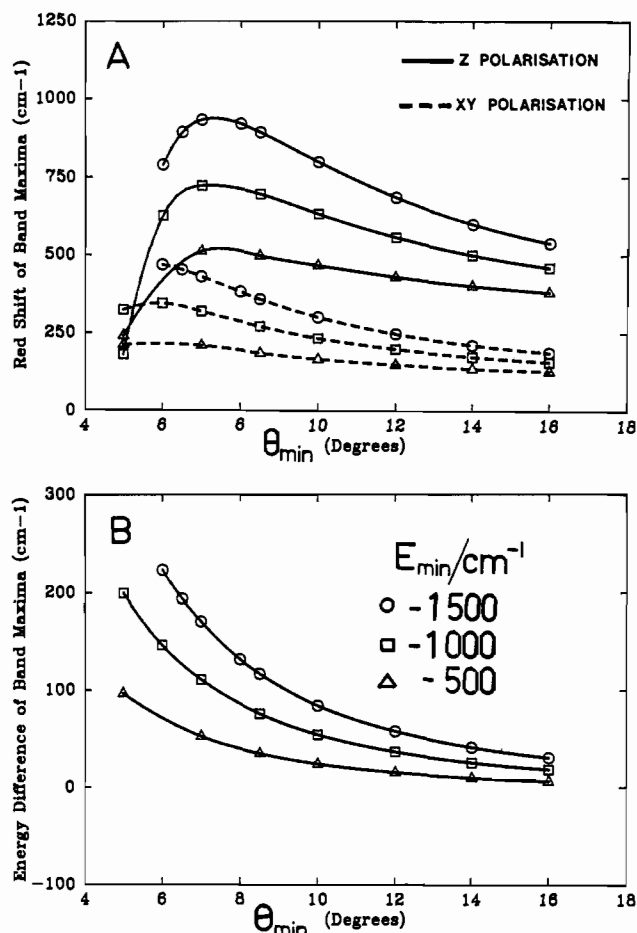 A
Z POLARISATION
XY POLARISATION
Red Shift of Band Maxima (cm-1)
1250
1000
750
500
250
0
4 6 8 10 12 14 16 18
θmin (Degrees)
B
Emin/cm-1
-1500
-1000
-500
Energy Difference of Band Maxima (cm-1)
300
200
100
0
-100
4 6 8 10 12 14 16 18
θmin (Degrees)